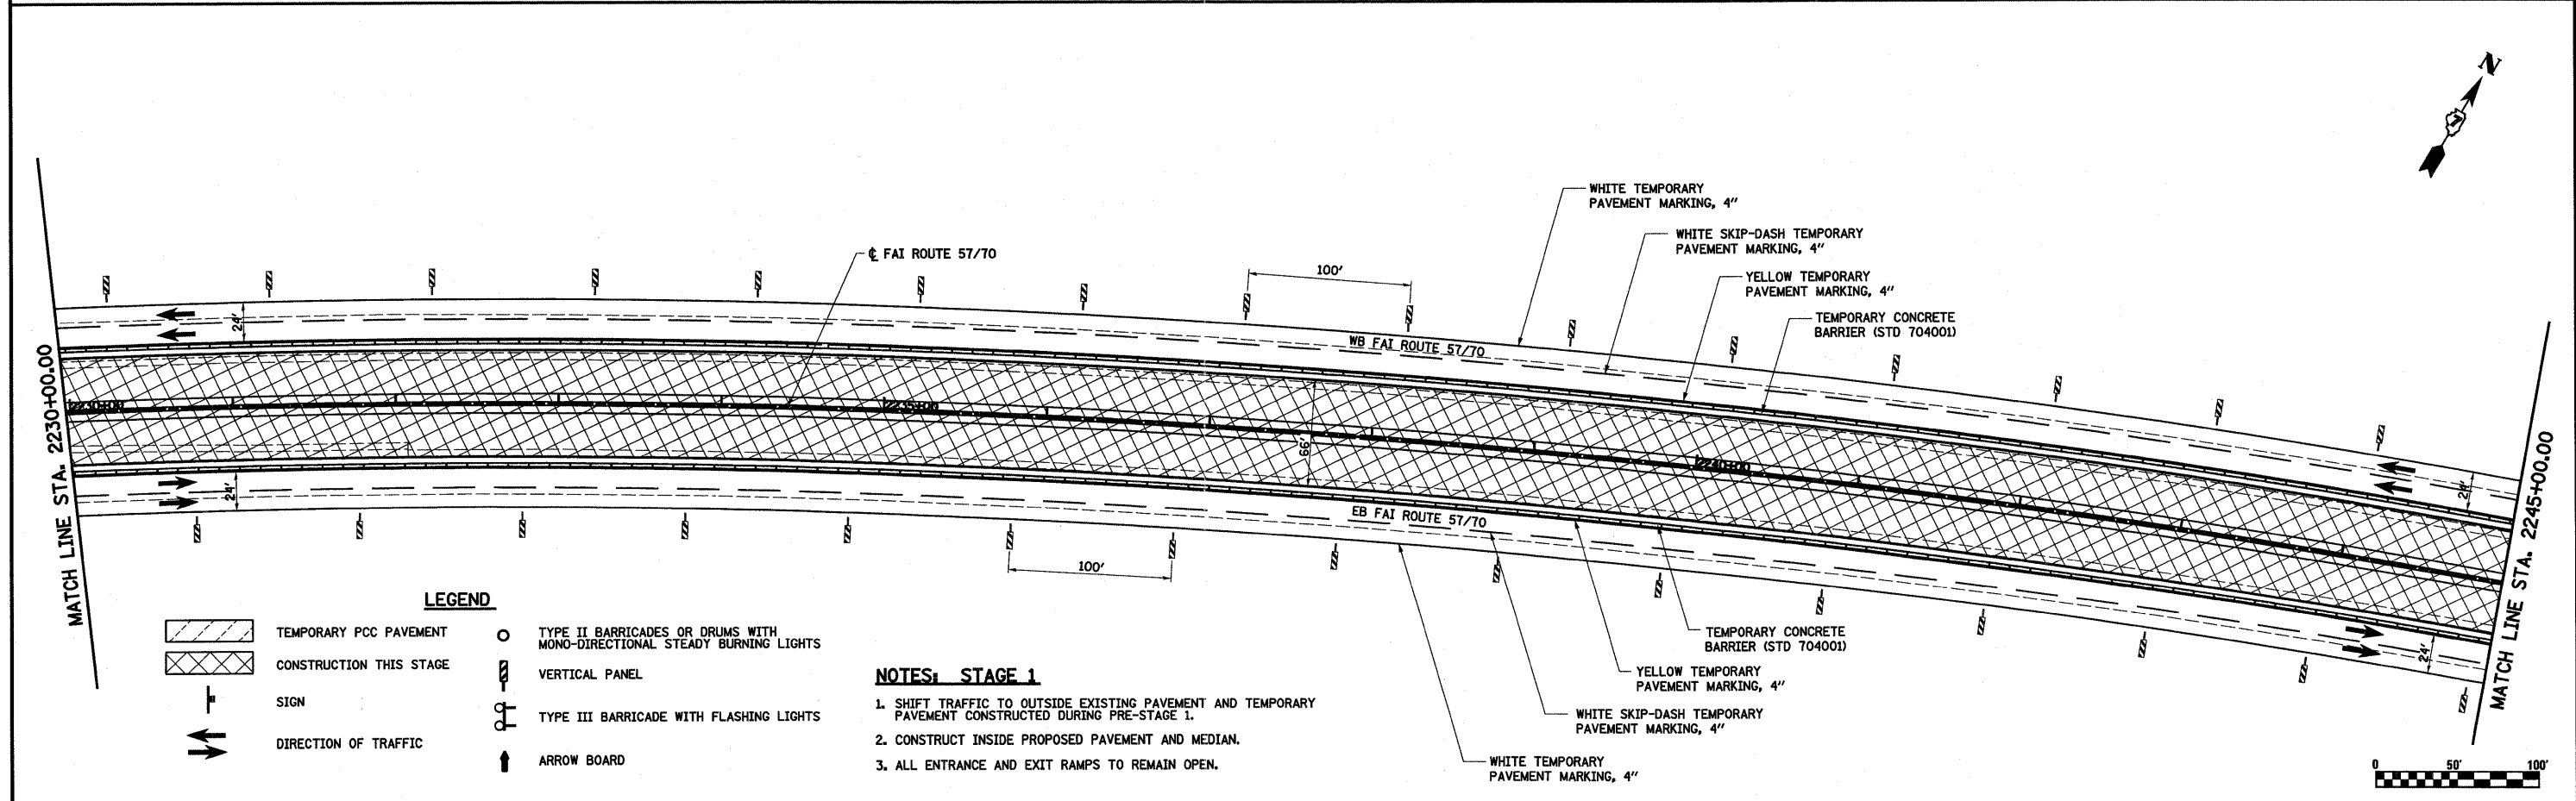 N
7
WHITE TEMPORARY
PAVEMENT MARKING, 4"
WHITE SKIP-DASH TEMPORARY
PAVEMENT MARKING, 4"
YELLOW TEMPORARY
PAVEMENT MARKING, 4"
TEMPORARY CONCRETE
BARRIER (STD 704001)
℄ FAI ROUTE 57/70
100'
24'
WB FAI ROUTE 57/70
MATCH LINE STA. 2230+00.00
2230+00
2235+00
66'
2240+00
24'
MATCH LINE STA. 2245+00.00
24'
EB FAI ROUTE 57/70
100'
24'
TEMPORARY CONCRETE
BARRIER (STD 704001)
YELLOW TEMPORARY
PAVEMENT MARKING, 4"
WHITE SKIP-DASH TEMPORARY
PAVEMENT MARKING, 4"
WHITE TEMPORARY
PAVEMENT MARKING, 4"
LEGEND
TEMPORARY PCC PAVEMENT
CONSTRUCTION THIS STAGE
SIGN
DIRECTION OF TRAFFIC
TYPE II BARRICADES OR DRUMS WITH
MONO-DIRECTIONAL STEADY BURNING LIGHTS
VERTICAL PANEL
TYPE III BARRICADE WITH FLASHING LIGHTS
ARROW BOARD
NOTES: STAGE 1
1. SHIFT TRAFFIC TO OUTSIDE EXISTING PAVEMENT AND TEMPORARY
PAVEMENT CONSTRUCTED DURING PRE-STAGE 1.
2. CONSTRUCT INSIDE PROPOSED PAVEMENT AND MEDIAN.
3. ALL ENTRANCE AND EXIT RAMPS TO REMAIN OPEN.
0 50' 100'